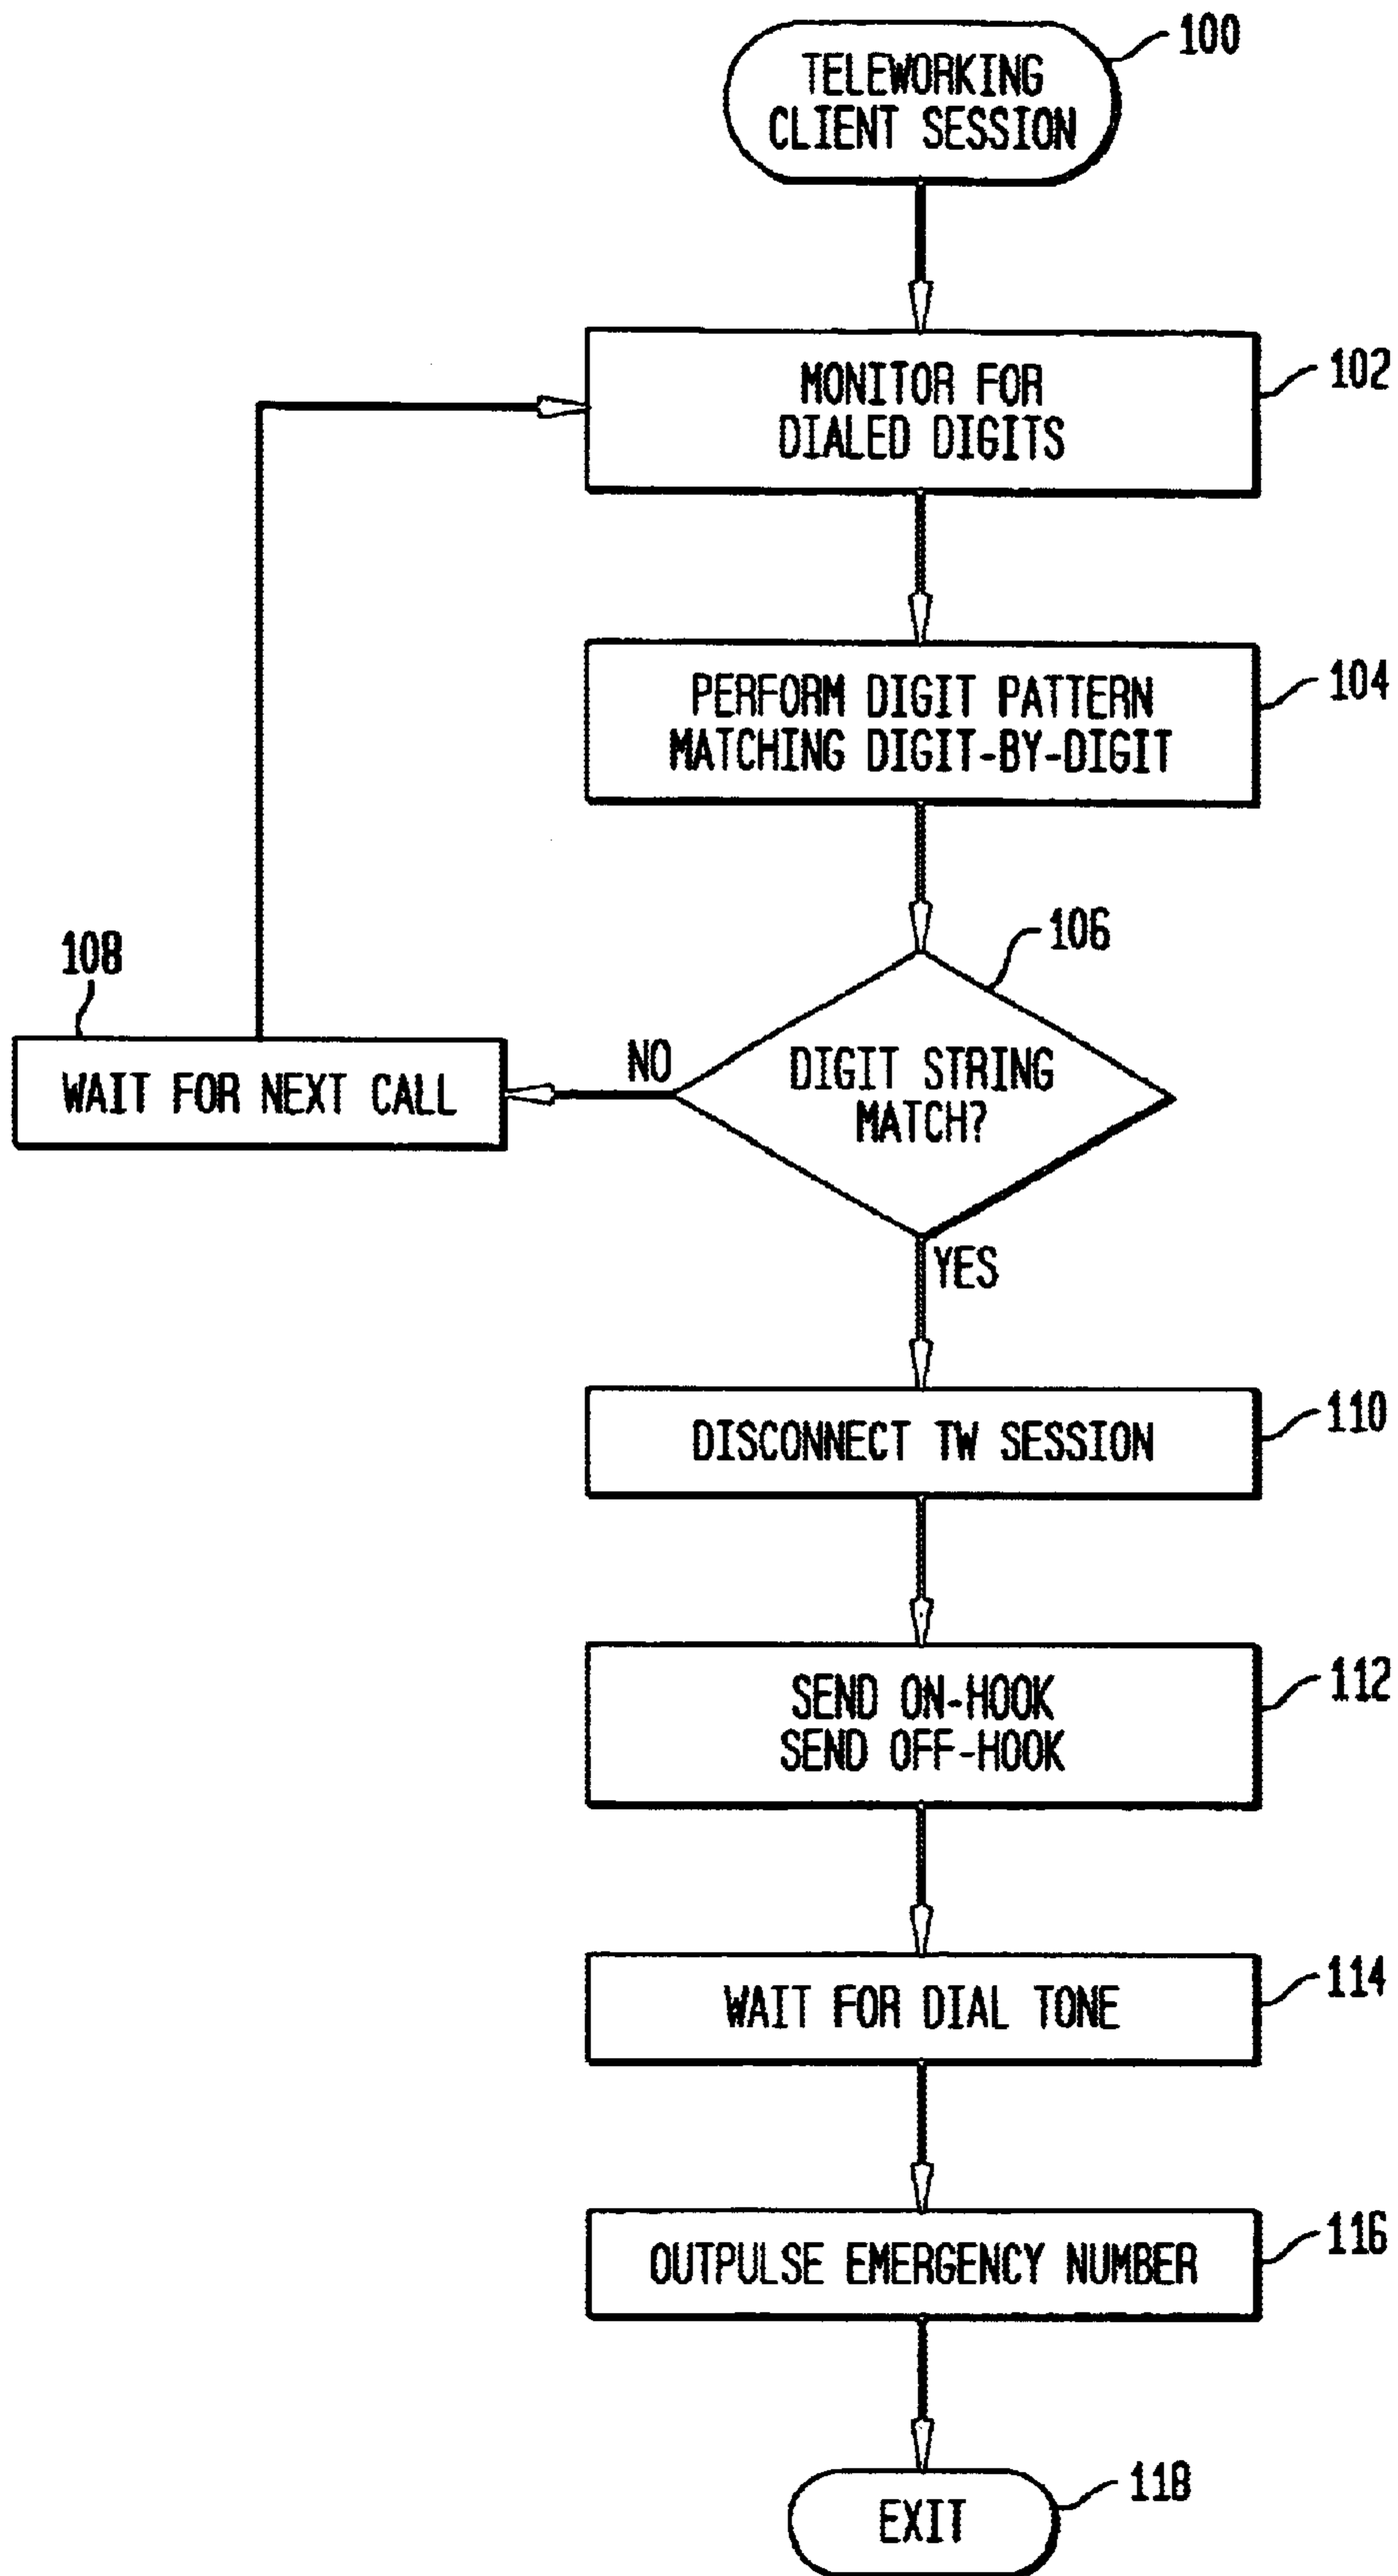 100
TELEWORKING
CLIENT SESSION
102
MONITOR FOR
DIALED DIGITS
104
PERFORM DIGIT PATTERN
MATCHING DIGIT-BY-DIGIT
106
108
NO
DIGIT STRING
MATCH?
WAIT FOR NEXT CALL
YES
110
DISCONNECT TW SESSION
112
SEND ON-HOOK
SEND OFF-HOOK
114
WAIT FOR DIAL TONE
116
OUTPULSE EMERGENCY NUMBER
118
EXIT